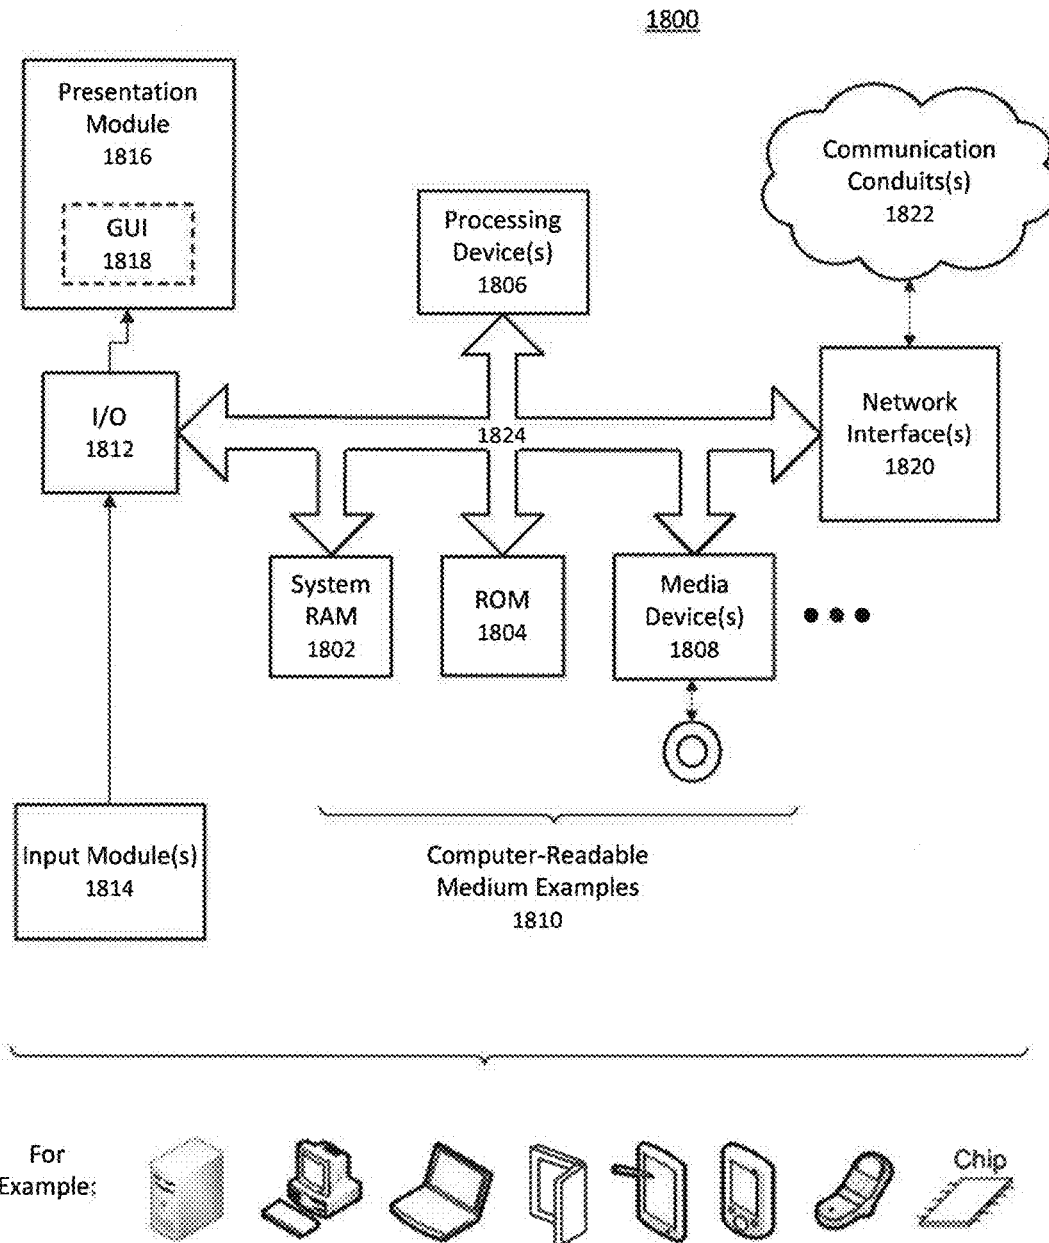 1800
Presentation
Module
1816
GUI
1818
Communication
Conduits(s)
1822
Processing
Device(s)
1806
I/O
1812
1824
Network
Interface(s)
1820
System
RAM
1802
ROM
1804
Media
Device(s)
1808
Input Module(s)
1814
Computer-Readable
Medium Examples
1810
For
Example:
Chip